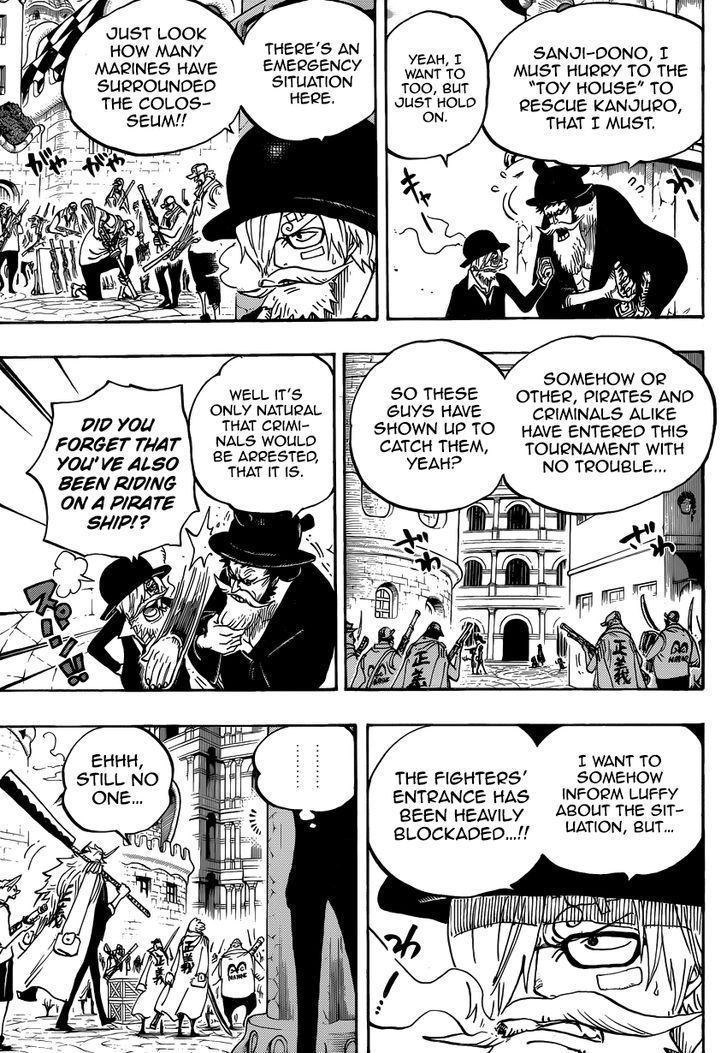 SANJI-DONO, I
MUST HURRY TO THE
"TOY HOUSE" TO
RESCUE KANJURO,
THAT I MUST.
YEAH, I
WANT TO
TOO, BUT
JUST HOLD
ON.
THERE'S AN
EMERGENCY
SITUATION
HERE.
JUST LOOK
HOW MANY
MARINES HAVE
SURROUNDED
THE COLOS-
SEUM!!
SOMEHOW OR
OTHER, PIRATES AND
CRIMINALS ALIKE
HAVE ENTERED THIS
TOURNAMENT WITH
NO TROUBLE...
SO THESE
GUYS HAVE
SHOWN UP TO
CATCH THEM,
YEAH?
正義
正義
MARINE
WELL IT'S
ONLY NATURAL
THAT CRIMI-
NALS WOULD
BE ARRESTED,
THAT IT IS.
DID YOU
FORGET THAT
YOU'VE ALSO
BEEN RIDING
ON A PIRATE
SHIP!?
I WANT TO
SOMEHOW
INFORM LUFFY
ABOUT THE SIT-
UATION, BUT...
THE FIGHTERS'
ENTRANCE HAS
BEEN HEAVILY
BLOCKADED...!!
EHHH,
STILL NO
ONE...